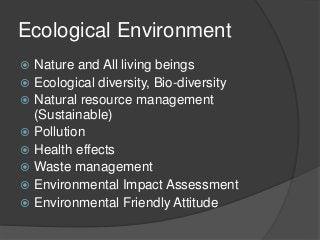 Ecological Environment
Nature and All living beings
Ecological diversity, Bio-diversity
Natural resource management
(Sustainable)
Pollution
Health effects
Waste management
Environmental Impact Assessment
Environmental Friendly Attitude